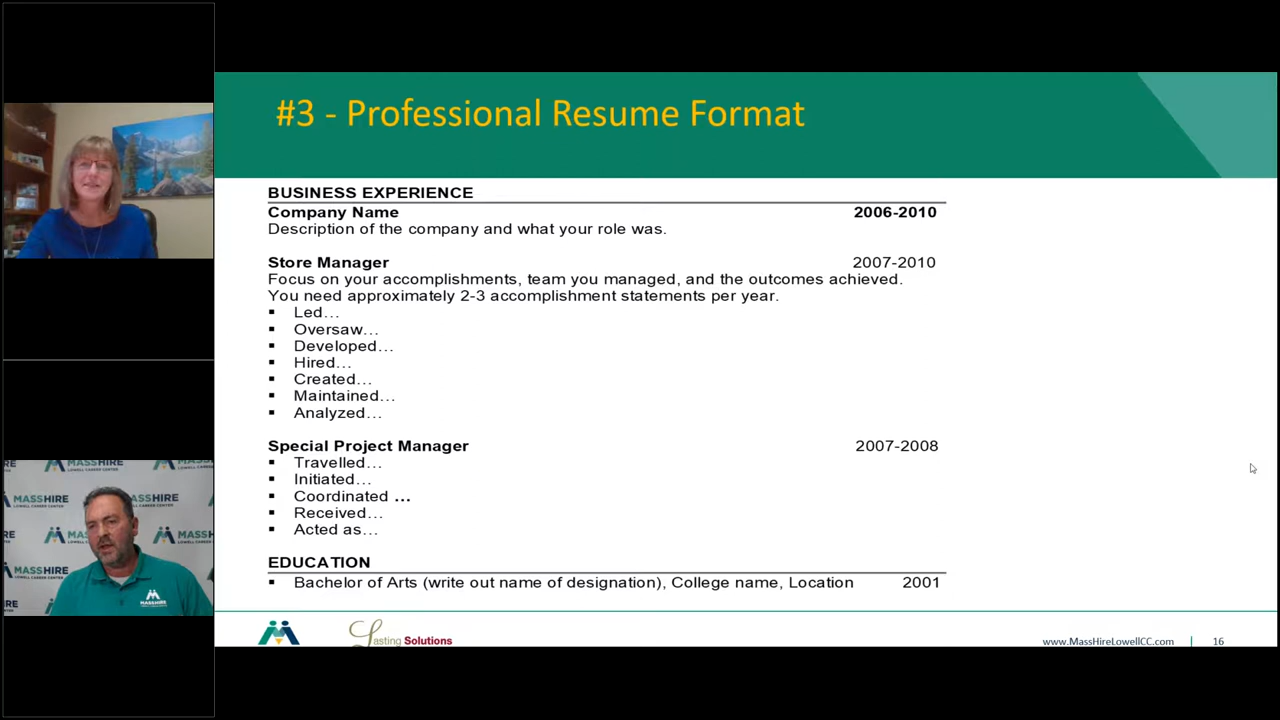 #3 - Professional Resume Format
BUSINESS EXPERIENCE
Company Name 2006-2010
Description of the company and what your role was.
Store Manager 2007-2010
Focus on your accomplishments, team you managed, and the outcomes achieved.
You need approximately 2-3 accomplishment statements per year.
▪ Led…
▪ Oversaw…
▪ Developed…
▪ Hired…
▪ Created…
▪ Maintained…
▪ Analyzed…
Special Project Manager 2007-2008
▪ Travelled…
▪ Initiated…
▪ Coordinated …
▪ Received…
▪ Acted as…
EDUCATION
▪ Bachelor of Arts (write out name of designation), College name, Location 2001
Lasting Solutions
www.MassHireLowellCC.com | 16
MASSHIRE
LOWELL CAREER CENTER
MASSHIRE